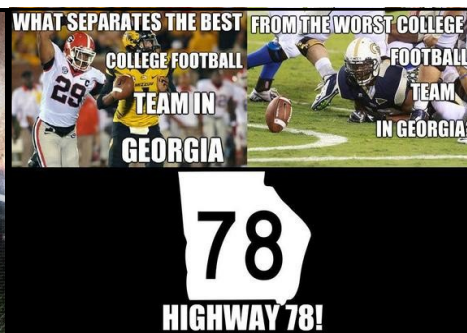 WHAT SEPARATES THE BEST
COLLEGE FOOTBALL
TEAM IN
GEORGIA
FROM THE WORST COLLEGE
FOOTBALL
TEAM
IN GEORGIA
29
78
HIGHWAY 78!